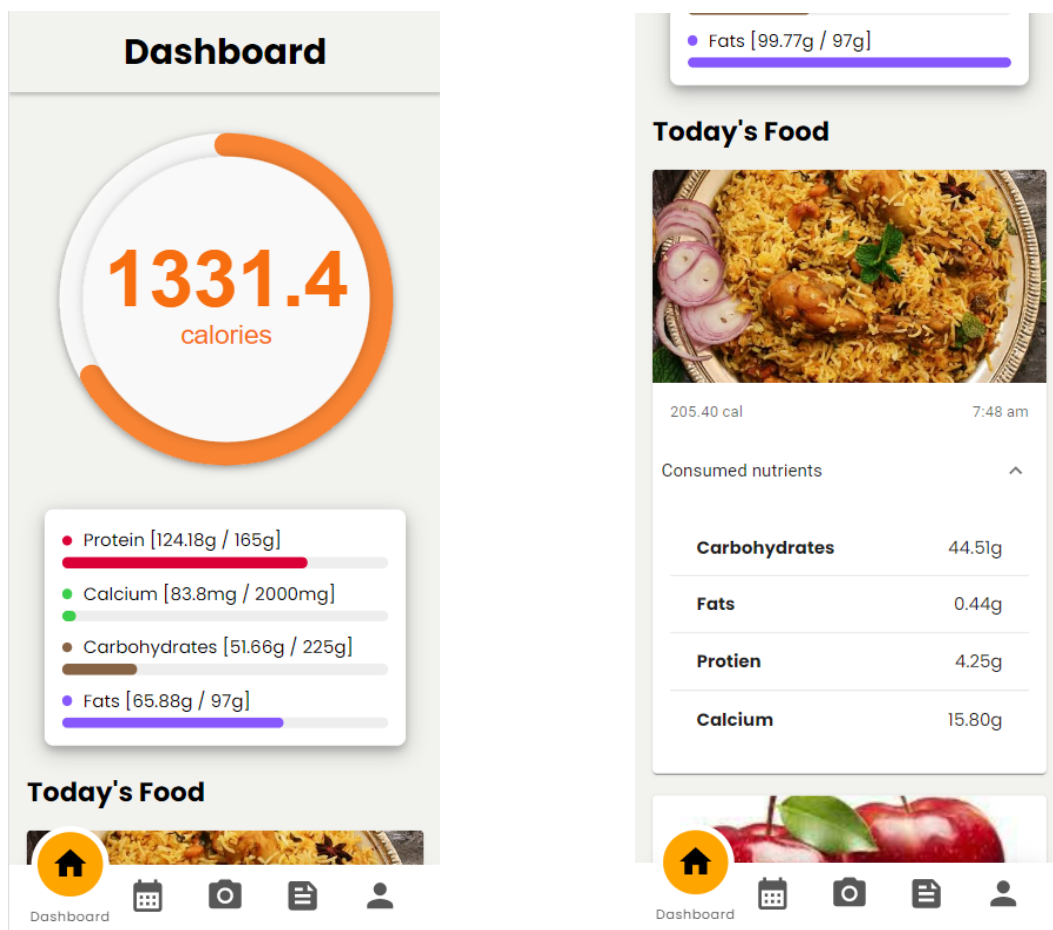 Dashboard
1331.4
calories
Protein [124.18g / 165g]
Calcium [83.8mg / 2000mg]
Carbohydrates [51.66g / 225g]
Fats [65.88g / 97g]
Today's Food
Dashboard
Fats [99.77g / 97g]
Today's Food
205.40 cal 7:48 am
Consumed nutrients
Carbohydrates 44.51g
Fats 0.44g
Protien 4.25g
Calcium 15.80g
Dashboard